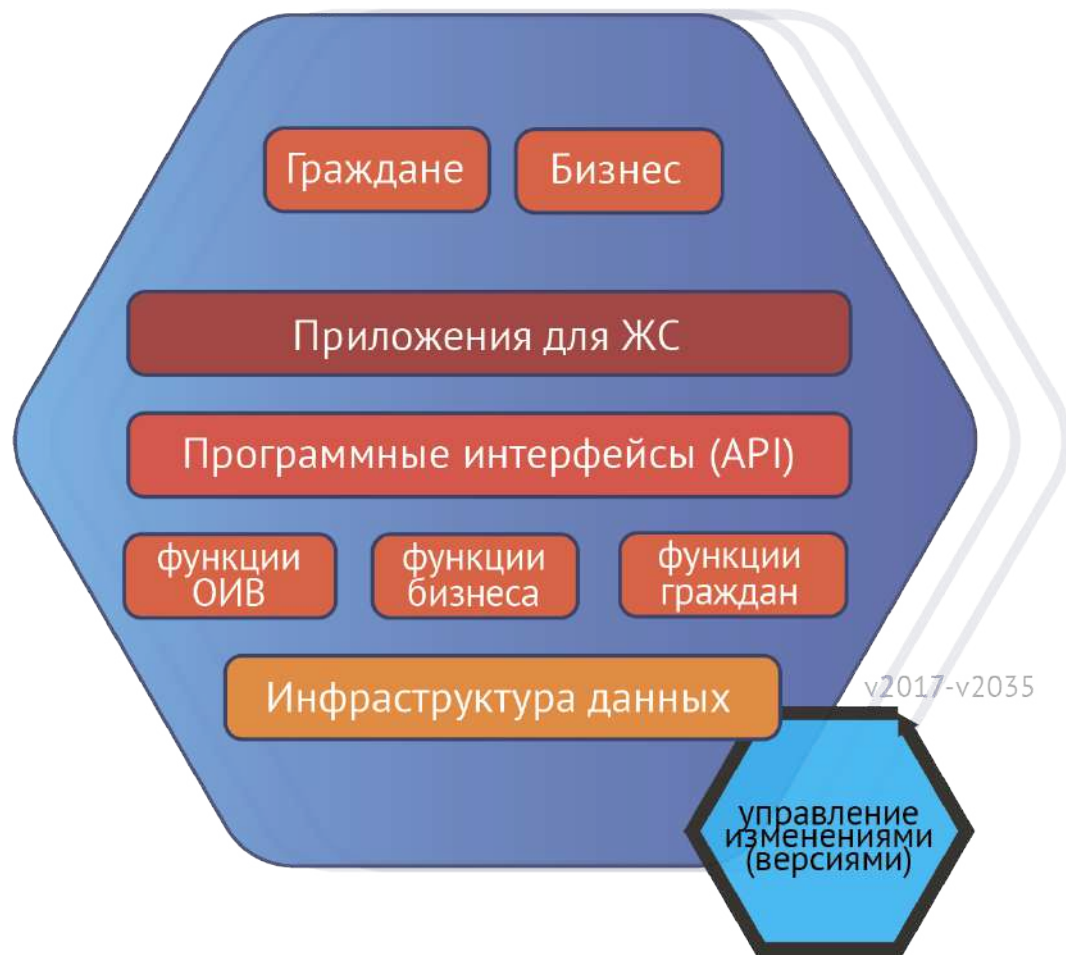 Граждане
Бизнес
Приложения для ЖС
Программные интерфейсы (API)
функции
ОИВ
функции
бизнеса
функции
граждан
Инфраструктура данных
v2017-v2035
управление
изменениями
(версиями)